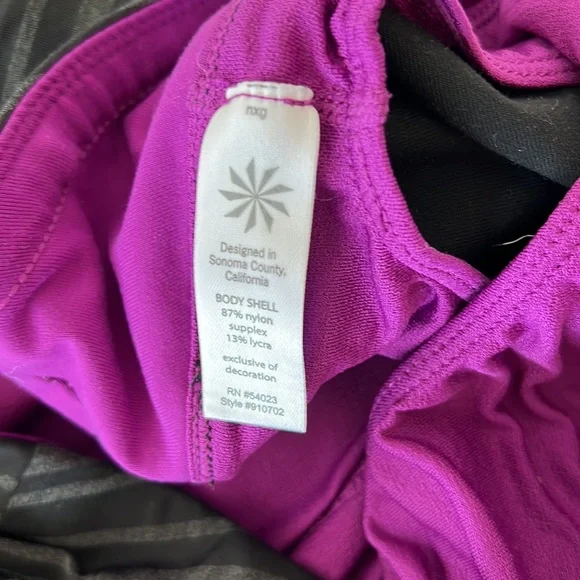 nxg
Designed in
Sonoma County,
California
BODY SHELL
87% nylon
supplex
13% lycra
exclusive of
decoration
RN #54023
Style #910702